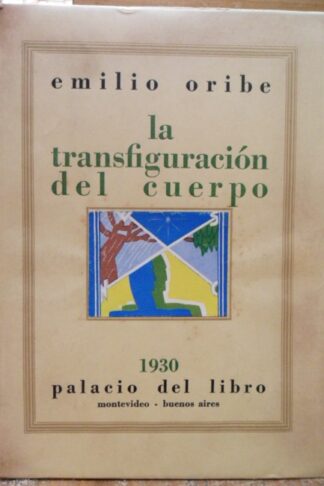 emilio oribe
la
transfiguración
del cuerpo
1930
palacio del libro
montevideo - buenos aires